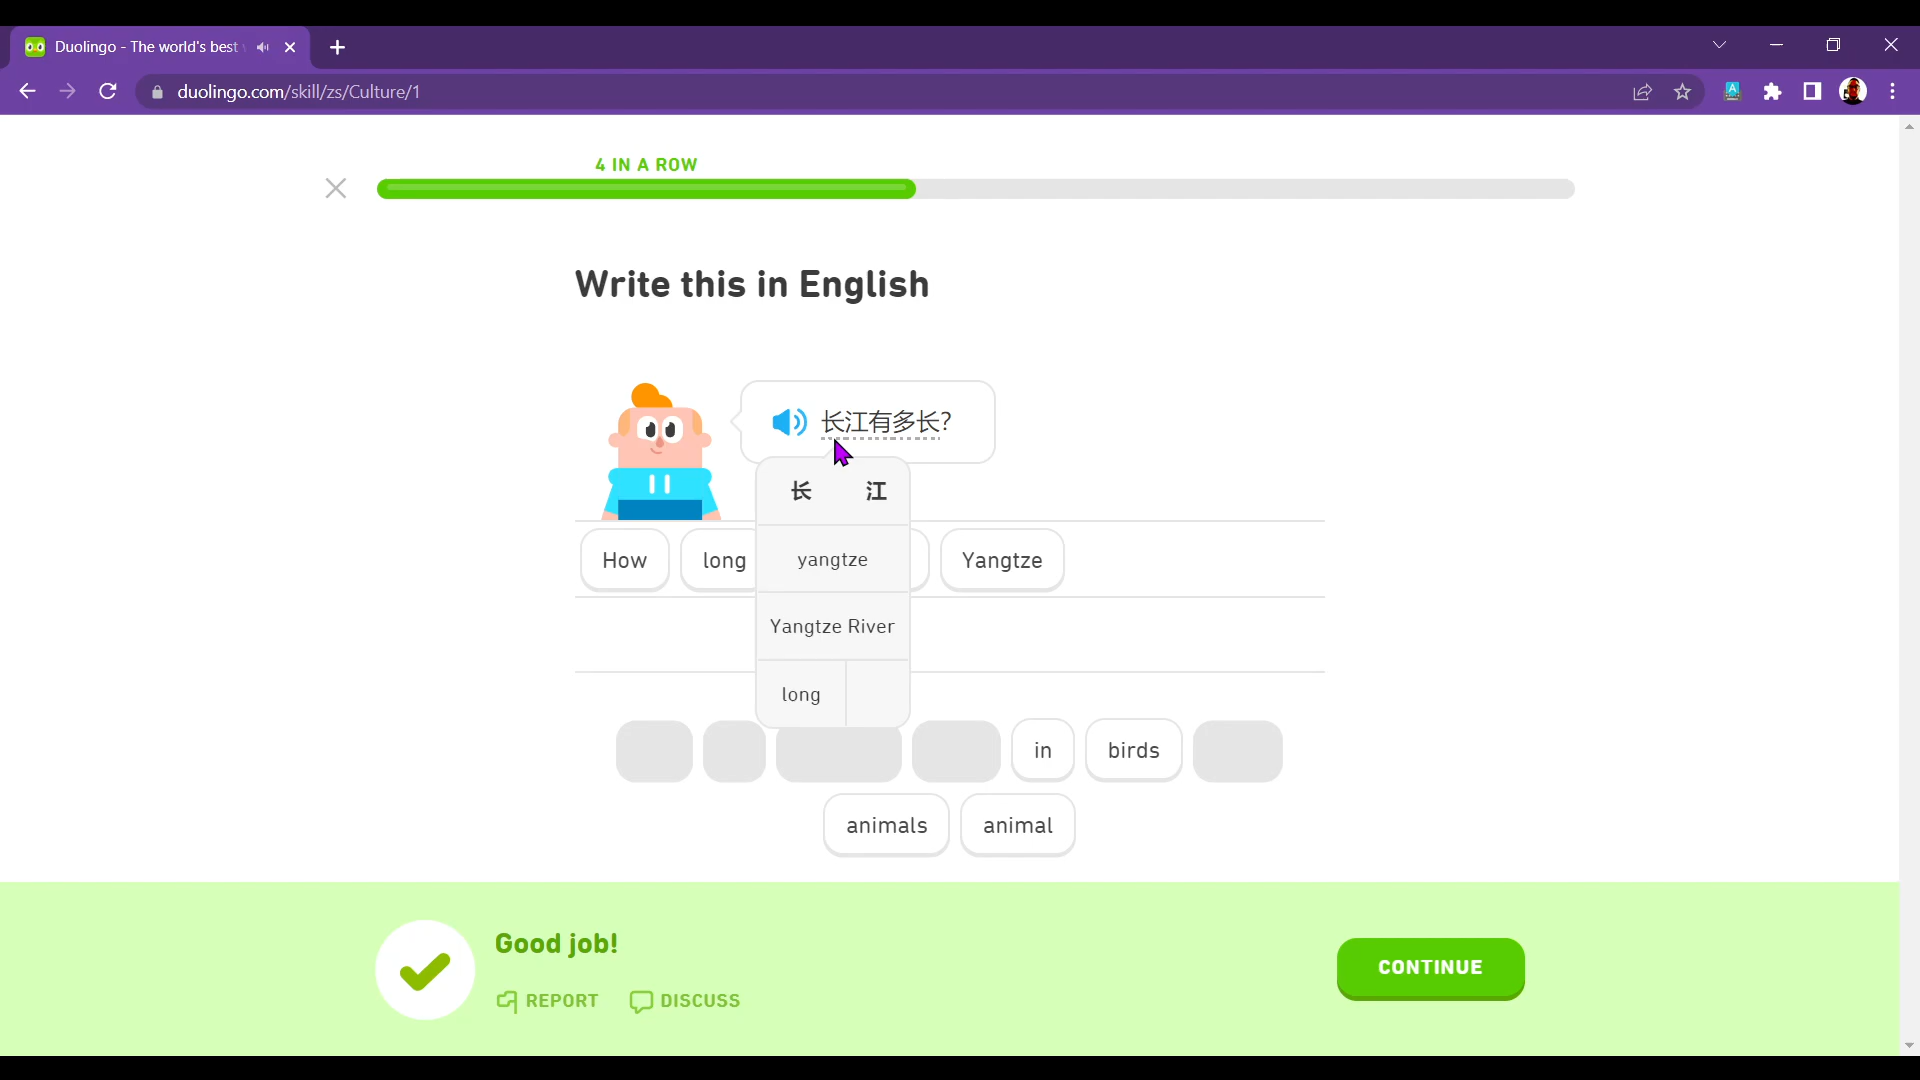 Duolingo - The world's best
duolingo.com/skill/zs/Culture/1
4 IN A ROW
Write this in English
长江有多长?
长 江
yangtze
Yangtze River
long
How long Yangtze
in birds
animals animal
Good job!
REPORT DISCUSS
CONTINUE